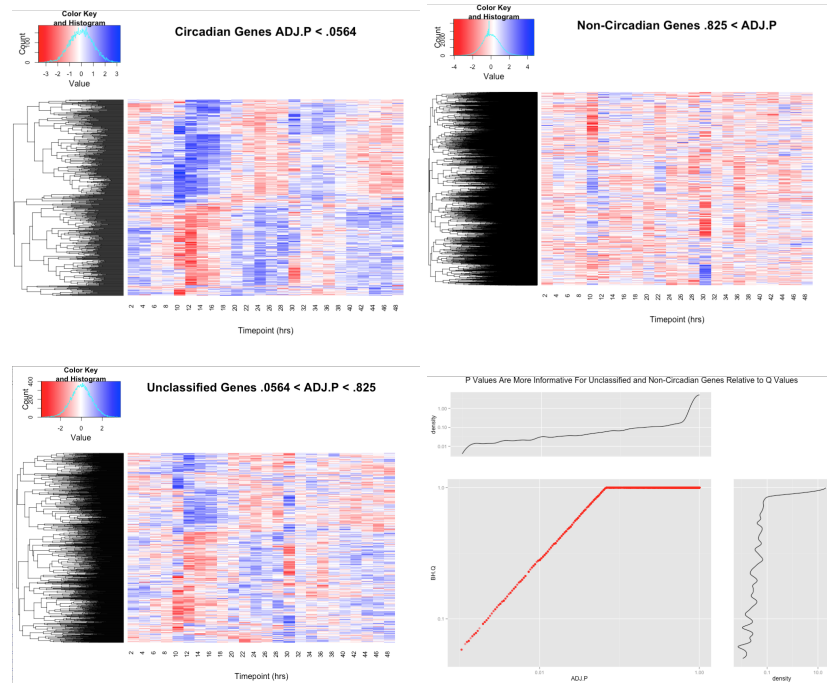 Color Key
and Histogram
Circadian Genes ADJ.P < .0564
Count
0 100
-3 -2 -1 0 1 2 3
Value
2 4 6 8 10 12 14 16 18 20 22 24 26 28 30 32 34 36 38 40 42 44 46 48
Timepoint (hrs)
Color Key
and Histogram
Non-Circadian Genes .825 < ADJ.P
Count
0 2000
-4 -2 0 2 4
Value
2 4 6 8 10 12 14 16 18 20 22 24 26 28 30 32 34 36 38 40 42 44 46 48
Timepoint (hrs)
Color Key
and Histogram
Unclassified Genes .0564 < ADJ.P < .825
Count
0 200 400
-2 0 2
Value
2 4 6 8 10 12 14 16 18 20 22 24 26 28 30 32 34 36 38 40 42 44 46 48
Timepoint (hrs)
P Values Are More Informative For Unclassified and Non-Circadian Genes Relative to Q Values
density
1.00
0.10
0.01
BH.Q
1.0
0.1
0.01 1.00
ADJ.P
0.1 10.0
density